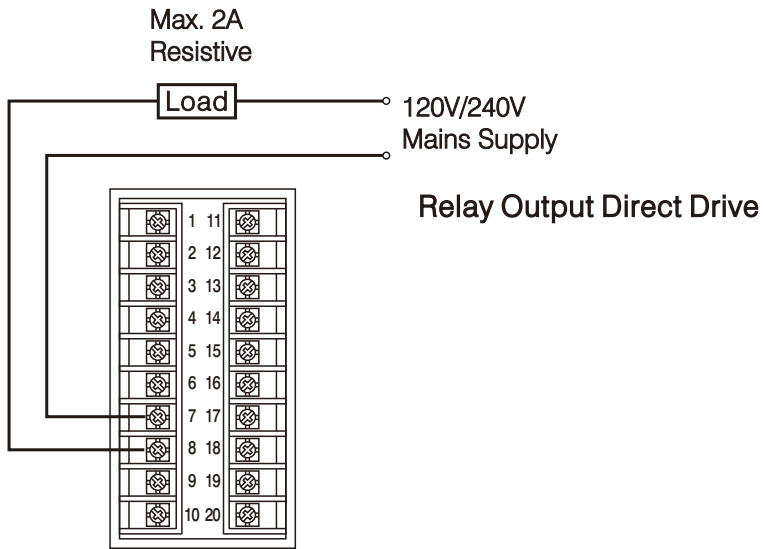 Max. 2A
Resistive
Load
120V/240V
Mains Supply
Relay Output Direct Drive
1 11
2 12
3 13
4 14
5 15
6 16
7 17
8 18
9 19
10 20